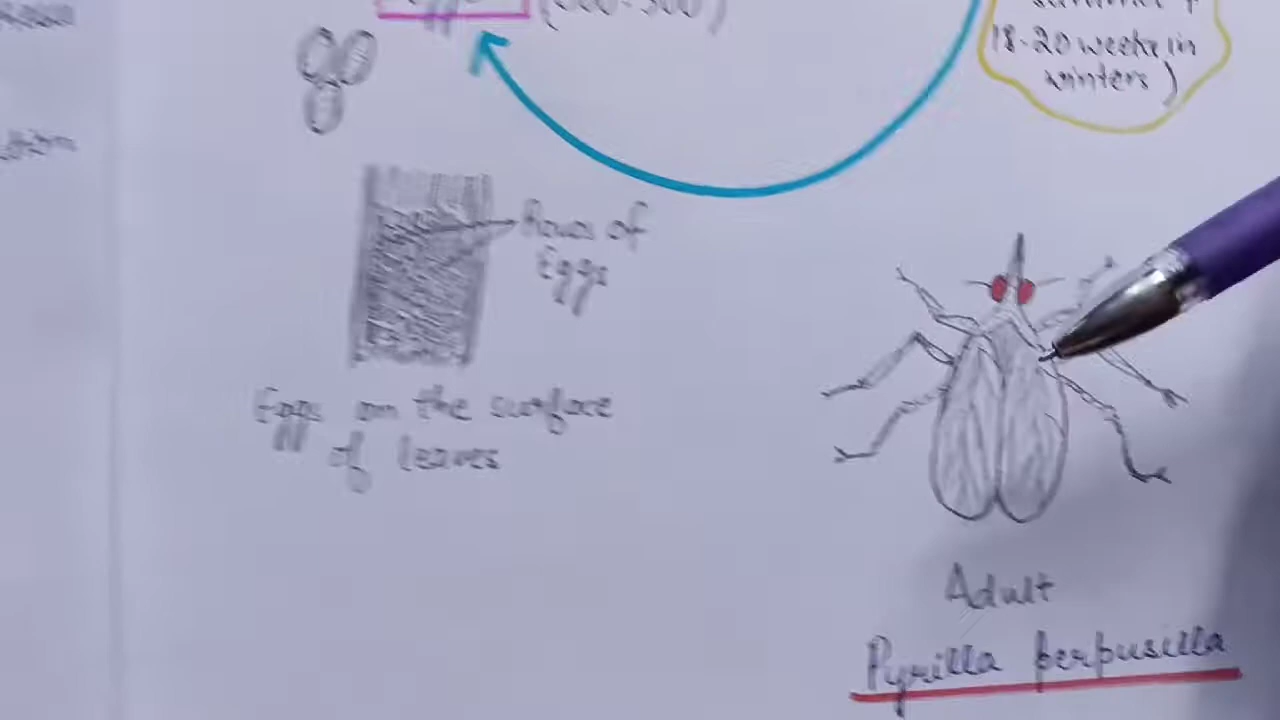 18-20 weeks in
winters)
Rows of
Eggs
Eggs on the surface
of leaves
Adult
Pyrilla perpusilla